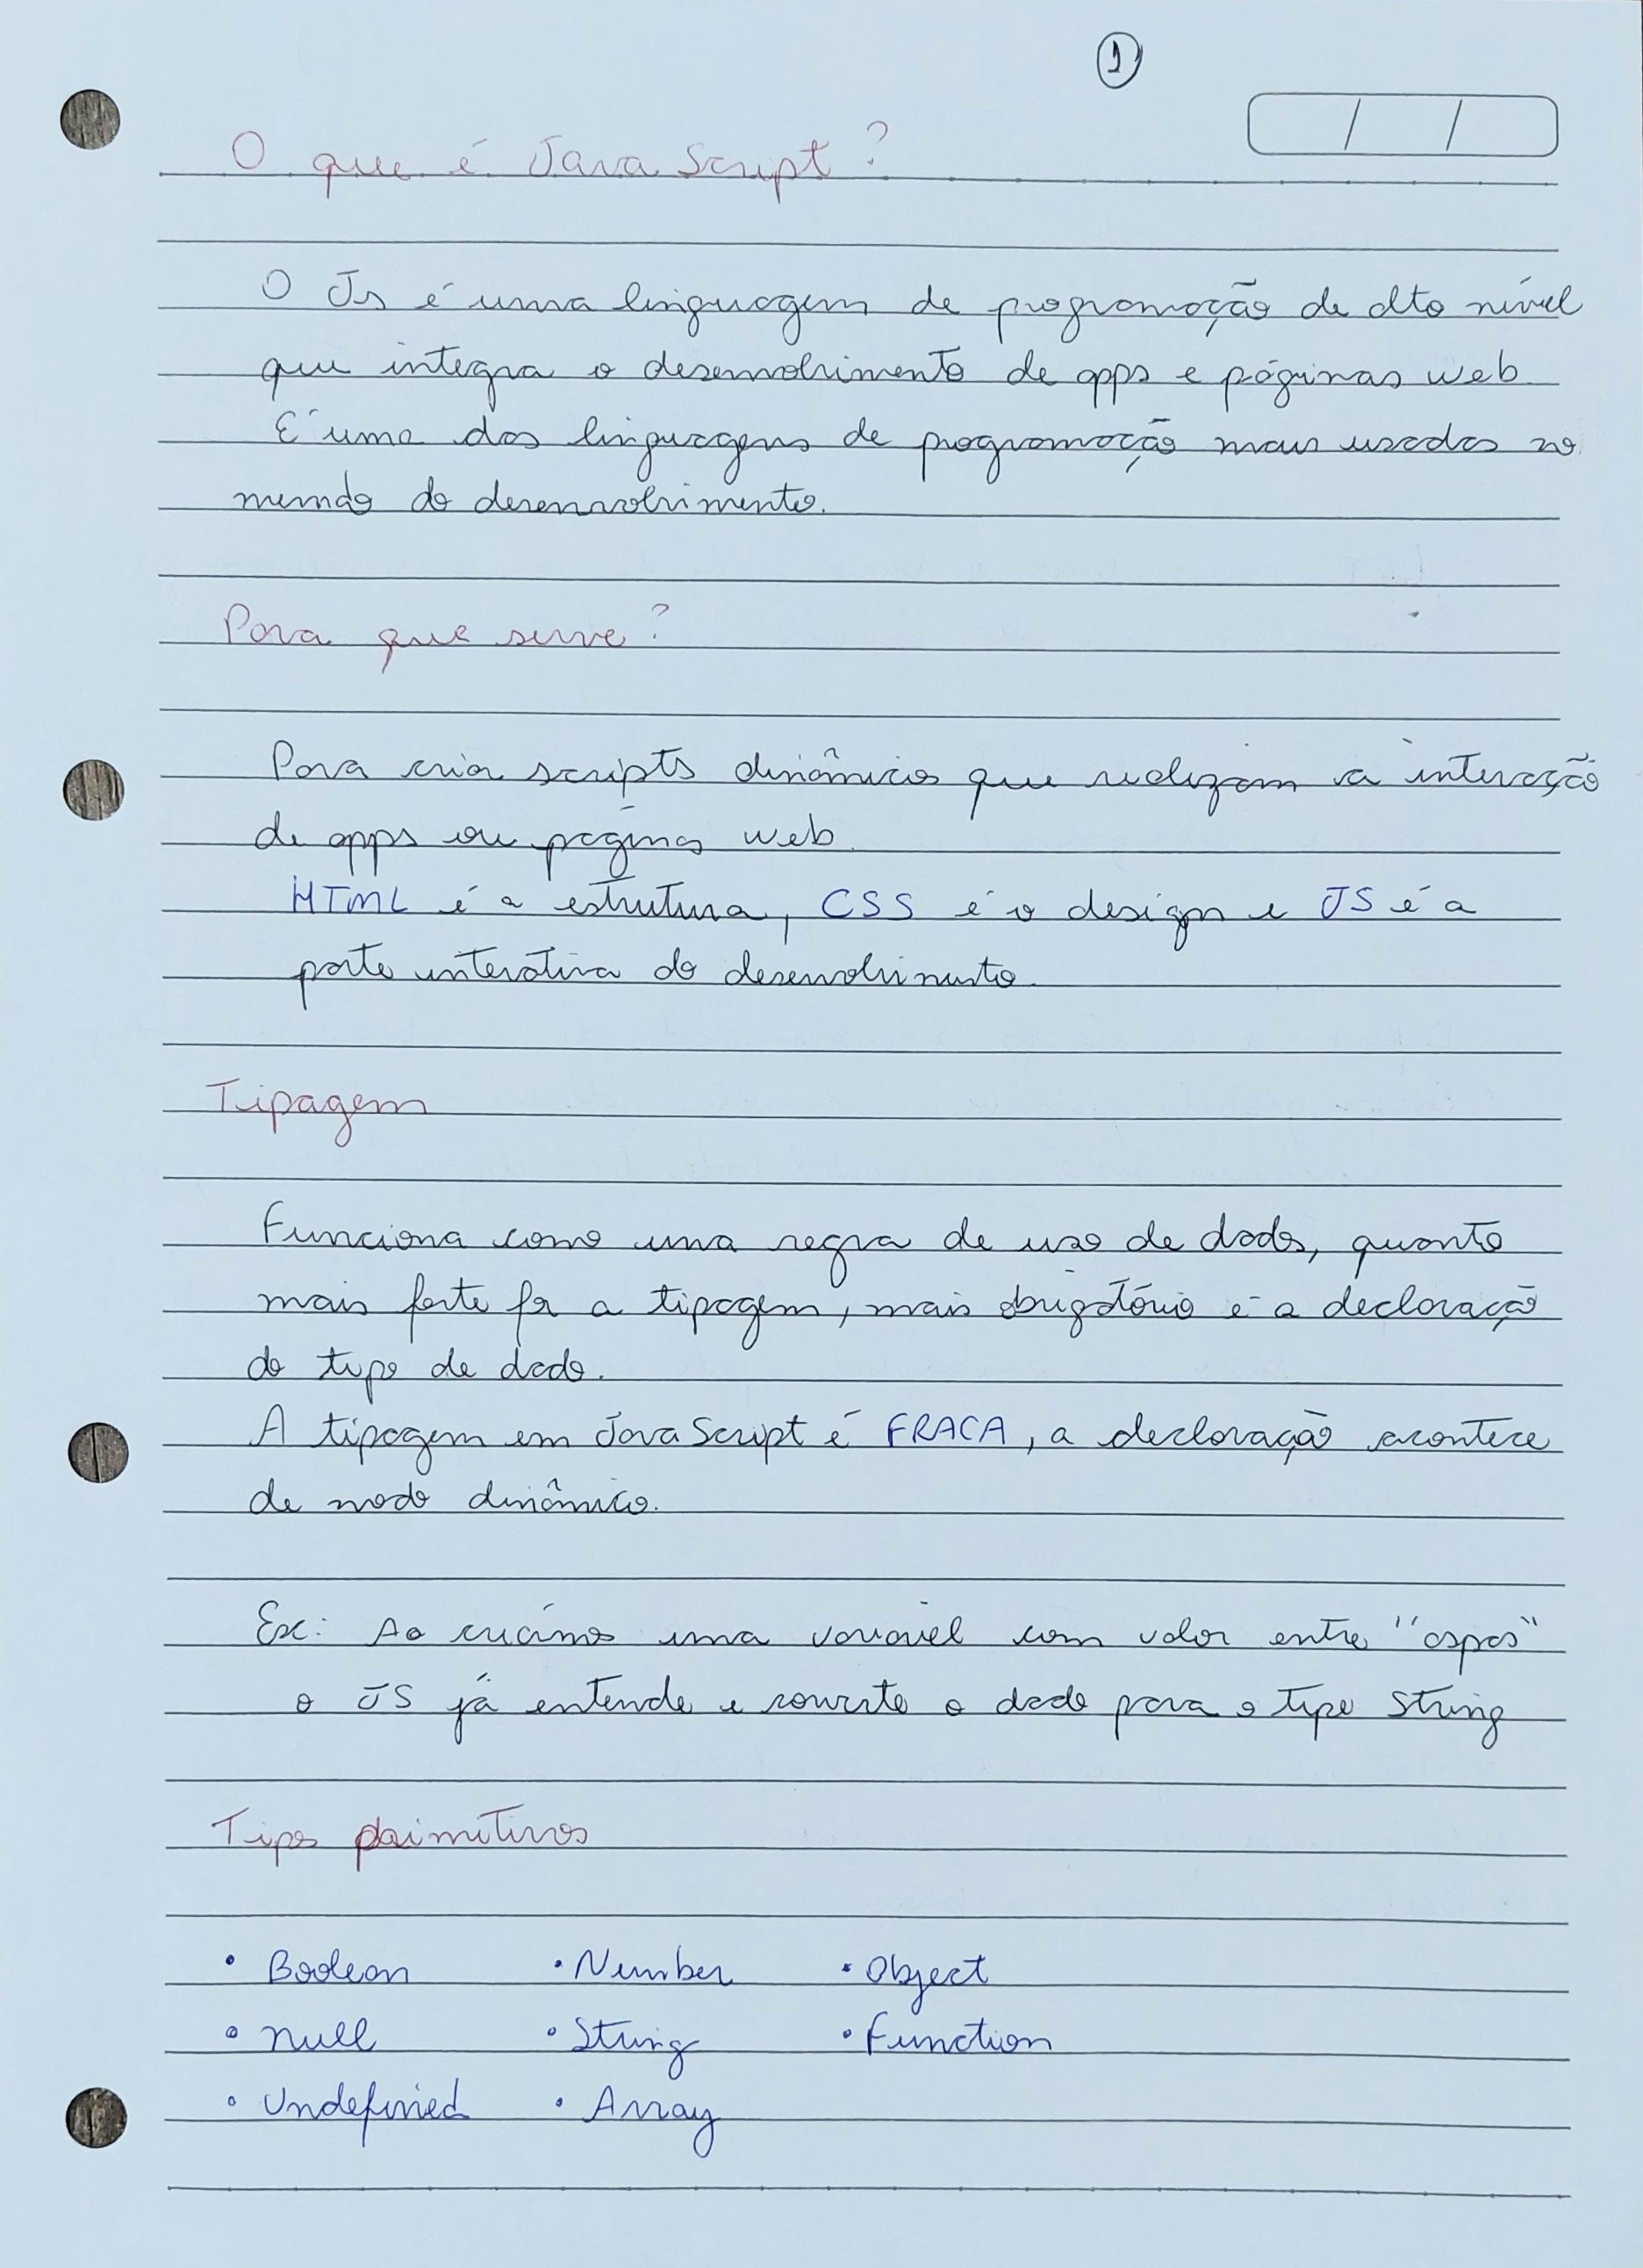 1
O que é JavaScript?
O Js é uma linguagem de programação de alto nível
que integra o desenvolvimento de apps e páginas web
É uma das linguagens de programação mais usadas no
mundo do desenvolvimento.
Para que serve?
Para criar scripts dinâmicos que realizam a interação
de apps ou páginas web.
HTML é a estrutura, CSS é o design e JS é a
parte interativa do desenvolvimento.
Tipagem
Funciona como uma regra de uso de dados, quanto
mais forte for a tipagem, mais obrigatório é a declaração
do tipo de dado.
A tipagem em JavaScript é FRACA, a declaração acontece
de modo dinâmico.
Ex: Ao criámos uma variável com valor entre "aspas"
o JS já entende e converte o dado para o tipo String
Tipos primitivos
• Boolean • Number • Object
• null • String • Function
• Undefined • Array